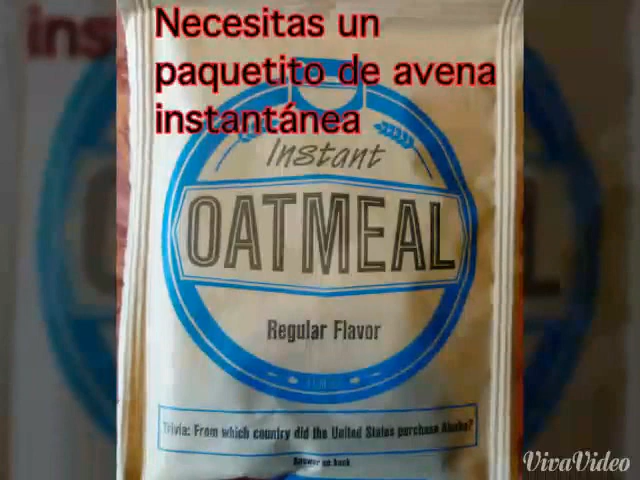 Necesitas un
paquetito de avena
instantánea
Instant
OATMEAL
Regular Flavor
Trivia: From which country did the United States purchase Alaska?
Answer on back
VivaVideo